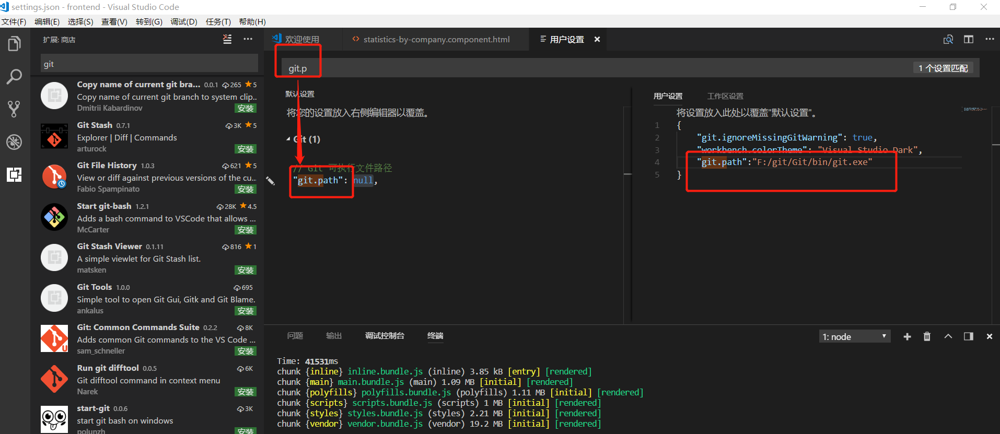 settings.json - frontend - Visual Studio Code
文件(F) 编辑(E) 选择(S) 查看(V) 转到(G) 调试(D) 任务(T) 帮助(H)
扩展: 商店
git
Copy name of current git bra... 0.0.1 265 5
Copy name of current git branch to system clip..
Dmitrii Kabardinov 安装
Git Stash 0.7.1 3K 5
Explorer | Diff | Commands
arturock 安装
Git File History 1.0.3 621 5
View or diff against previous versions of the cu...
Fabio Spampinato 安装
Start git-bash 1.2.1 28K 4.5
Adds a bash command to VSCode that allows ...
McCarter 安装
Git Stash Viewer 0.1.11 816 1
A simple viewlet for Git Stash list.
matsken 安装
Git Tools 1.0.0 695
Simple tool to open Git Gui, Gitk and Git Blame.
ankalus 安装
Git: Common Commands Suite 0.2.2 8K
Adds common Git commands to the VS Code ...
sam_schneller 安装
Run git difftool 0.0.5 6K
Git difftool command in context menu
Narek 安装
start-git 0.0.6 3K
start git bash on windows
polunzh 安装
欢迎使用 statistics-by-company.component.html 用户设置
git.p 1 个设置匹配
默认设置
将您的设置放入右侧编辑器以覆盖。
Git (1)
// Git 可执行文件路径
"git.path": null,
用户设置 工作区设置
将设置放入此处以覆盖"默认设置"。
1 {
2 "git.ignoreMissingGitWarning": true,
3 "workbench.colorTheme": "Visual Studio Dark",
4 "git.path":"F:/git/Git/bin/git.exe"
5 }
问题 输出 调试控制台 终端 1: node
Time: 41531ms
chunk {inline} inline.bundle.js (inline) 3.85 kB [entry] [rendered]
chunk {main} main.bundle.js (main) 1.09 MB [initial] [rendered]
chunk {polyfills} polyfills.bundle.js (polyfills) 1.11 MB [initial] [rendered]
chunk {scripts} scripts.bundle.js (scripts) 1 MB [initial] [rendered]
chunk {styles} styles.bundle.js (styles) 2.21 MB [initial] [rendered]
chunk {vendor} vendor.bundle.js (vendor) 19.2 MB [initial] [rendered]